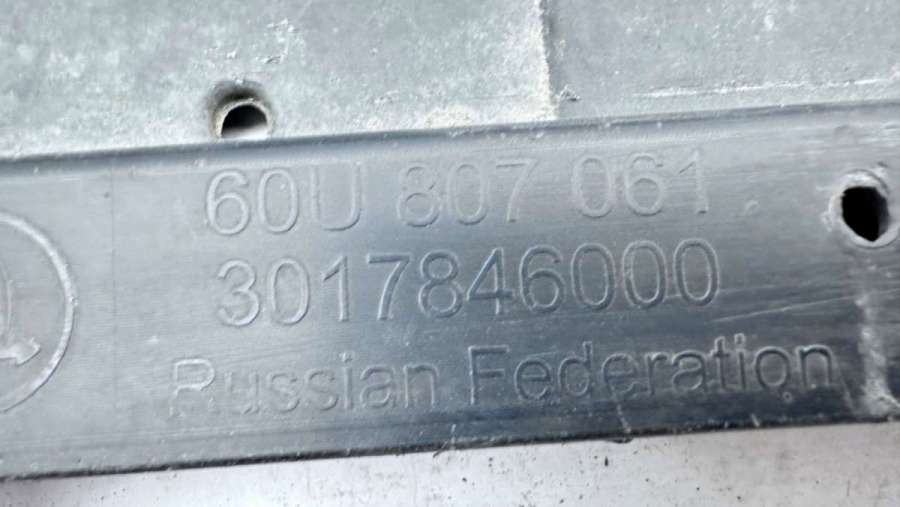 60U 807 061
3017846000
Russian Federation